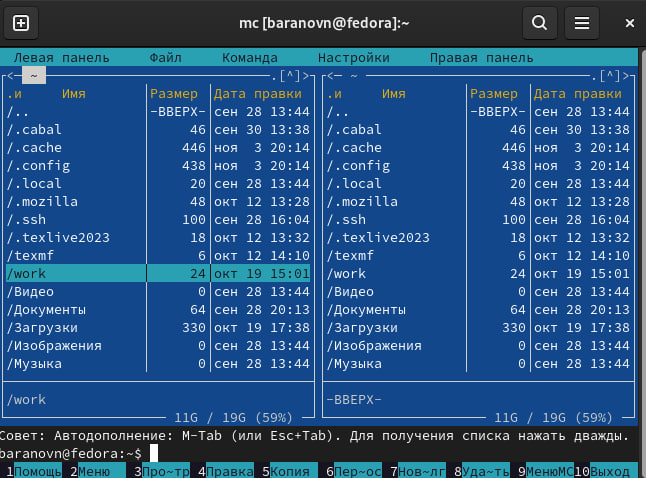 mc [baranovn@fedora]:~
Левая панель Файл Команда Настройки Правая панель
<─ ~ ─.[^]>
<─ ~ ─.[^]>
.и Имя Размер Дата правки .и Имя Размер Дата правки
/.. -ВВЕРХ- сен 28 13:44 /.. -ВВЕРХ- сен 28 13:44
/.cabal 46 сен 30 13:38 /.cabal 46 сен 30 13:38
/.cache 446 ноя 3 20:14 /.cache 446 ноя 3 20:14
/.config 438 ноя 3 20:14 /.config 438 ноя 3 20:14
/.local 20 сен 28 13:44 /.local 20 сен 28 13:44
/.mozilla 48 окт 12 13:28 /.mozilla 48 окт 12 13:28
/.ssh 100 сен 28 16:04 /.ssh 100 сен 28 16:04
/.texlive2023 18 окт 12 13:32 /.texlive2023 18 окт 12 13:32
/texmf 6 окт 12 14:10 /texmf 6 окт 12 14:10
/work 24 окт 19 15:01 /work 24 окт 19 15:01
/Видео 0 сен 28 13:44 /Видео 0 сен 28 13:44
/Документы 64 сен 28 20:13 /Документы 64 сен 28 20:13
/Загрузки 330 окт 19 17:38 /Загрузки 330 окт 19 17:38
/Изображения 0 сен 28 13:44 /Изображения 0 сен 28 13:44
/Музыка 0 сен 28 13:44 /Музыка 0 сен 28 13:44
/work -ВВЕРХ-
11G / 19G (59%) 11G / 19G (59%)
Совет: Автодополнение: M-Tab (или Esc+Tab). Для получения списка нажать дважды.
baranovn@fedora:~$
1Помощь 2Меню 3Про~тр 4Правка 5Копия 6Пер~ос 7Нов~лг 8Уда~ть 9МенюMC 10Выход